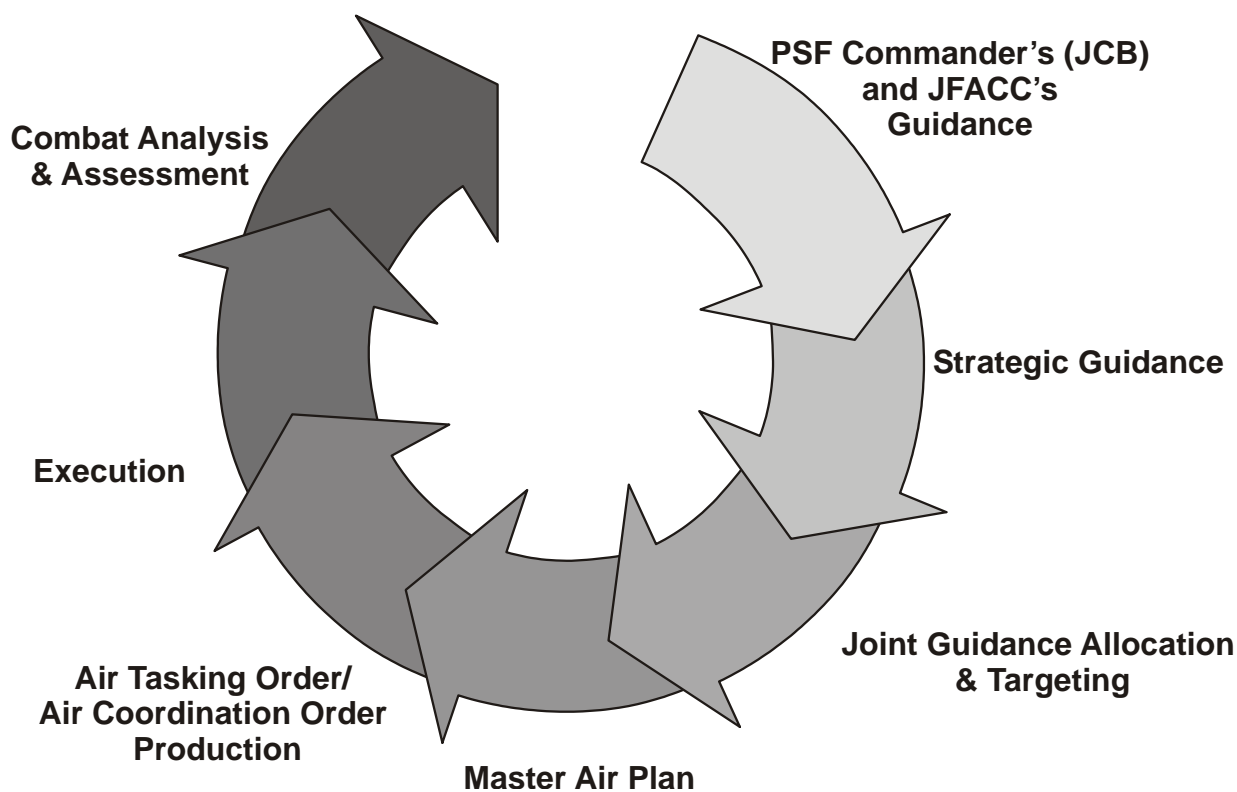 PSF Commander’s (JCB)
and JFACC’s
Guidance
Strategic Guidance
Joint Guidance Allocation
& Targeting
Master Air Plan
Air Tasking Order/
Air Coordination Order
Production
Execution
Combat Analysis
& Assessment